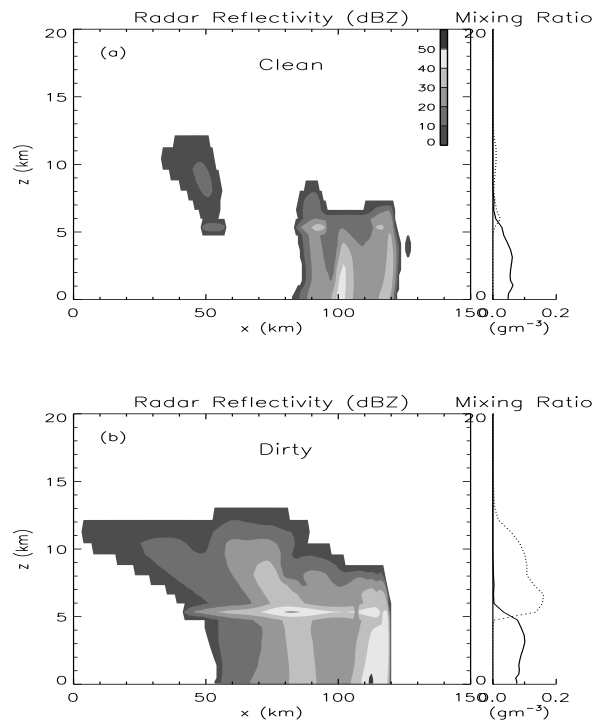 Radar Reflectivity (dBZ) Mixing Ratio
20 20
(a)
Clean
50
40
30
20
10
0
15
10
5
0 0
z (km)
0 50 100 150 0.0 0.2
x (km) (gm⁻³)
Radar Reflectivity (dBZ) Mixing Ratio
20 20
(b)
Dirty
15
10
5
0 0
z (km)
0 50 100 150 0.0 0.2
x (km) (gm⁻³)